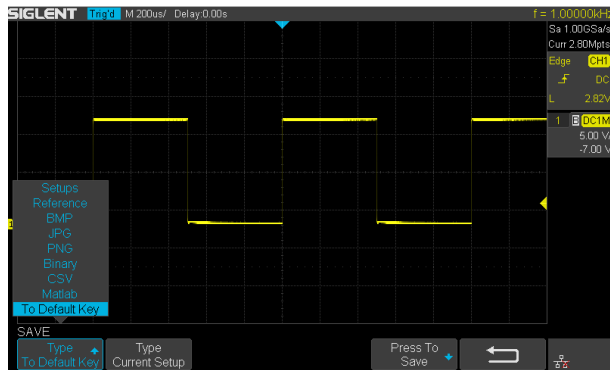 SIGLENT Trig'd M 200us/ Delay:0.00s f = 1.00000kHz
Sa 1.00GSa/s
Curr 2.80Mpts
Edge CH1
DC
L 2.82V
1 B DC1M
5.00 V/
-7.00 V
1
Setups
Reference
BMP
JPG
PNG
Binary
CSV
Matlab
To Default Key
SAVE
Type
To Default Key
Type
Current Setup
Press To
Save